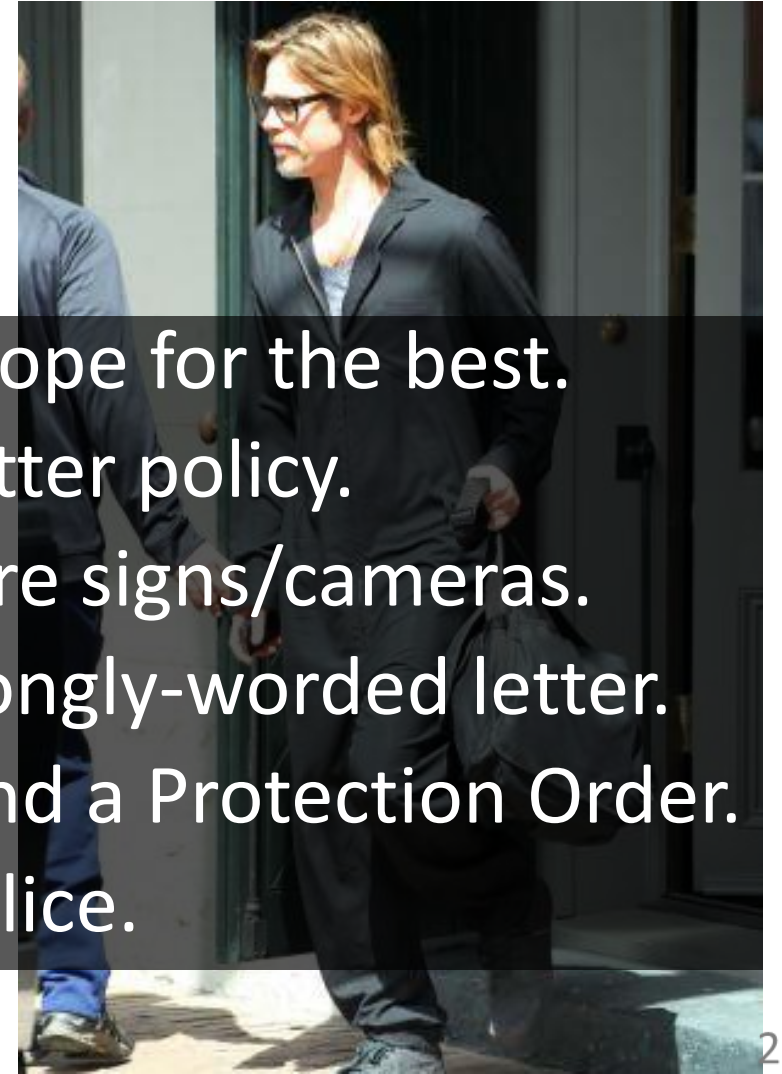 ope for the best.
tter policy.
re signs/cameras.
ongly-worded letter.
nd a Protection Order.
lice.
2